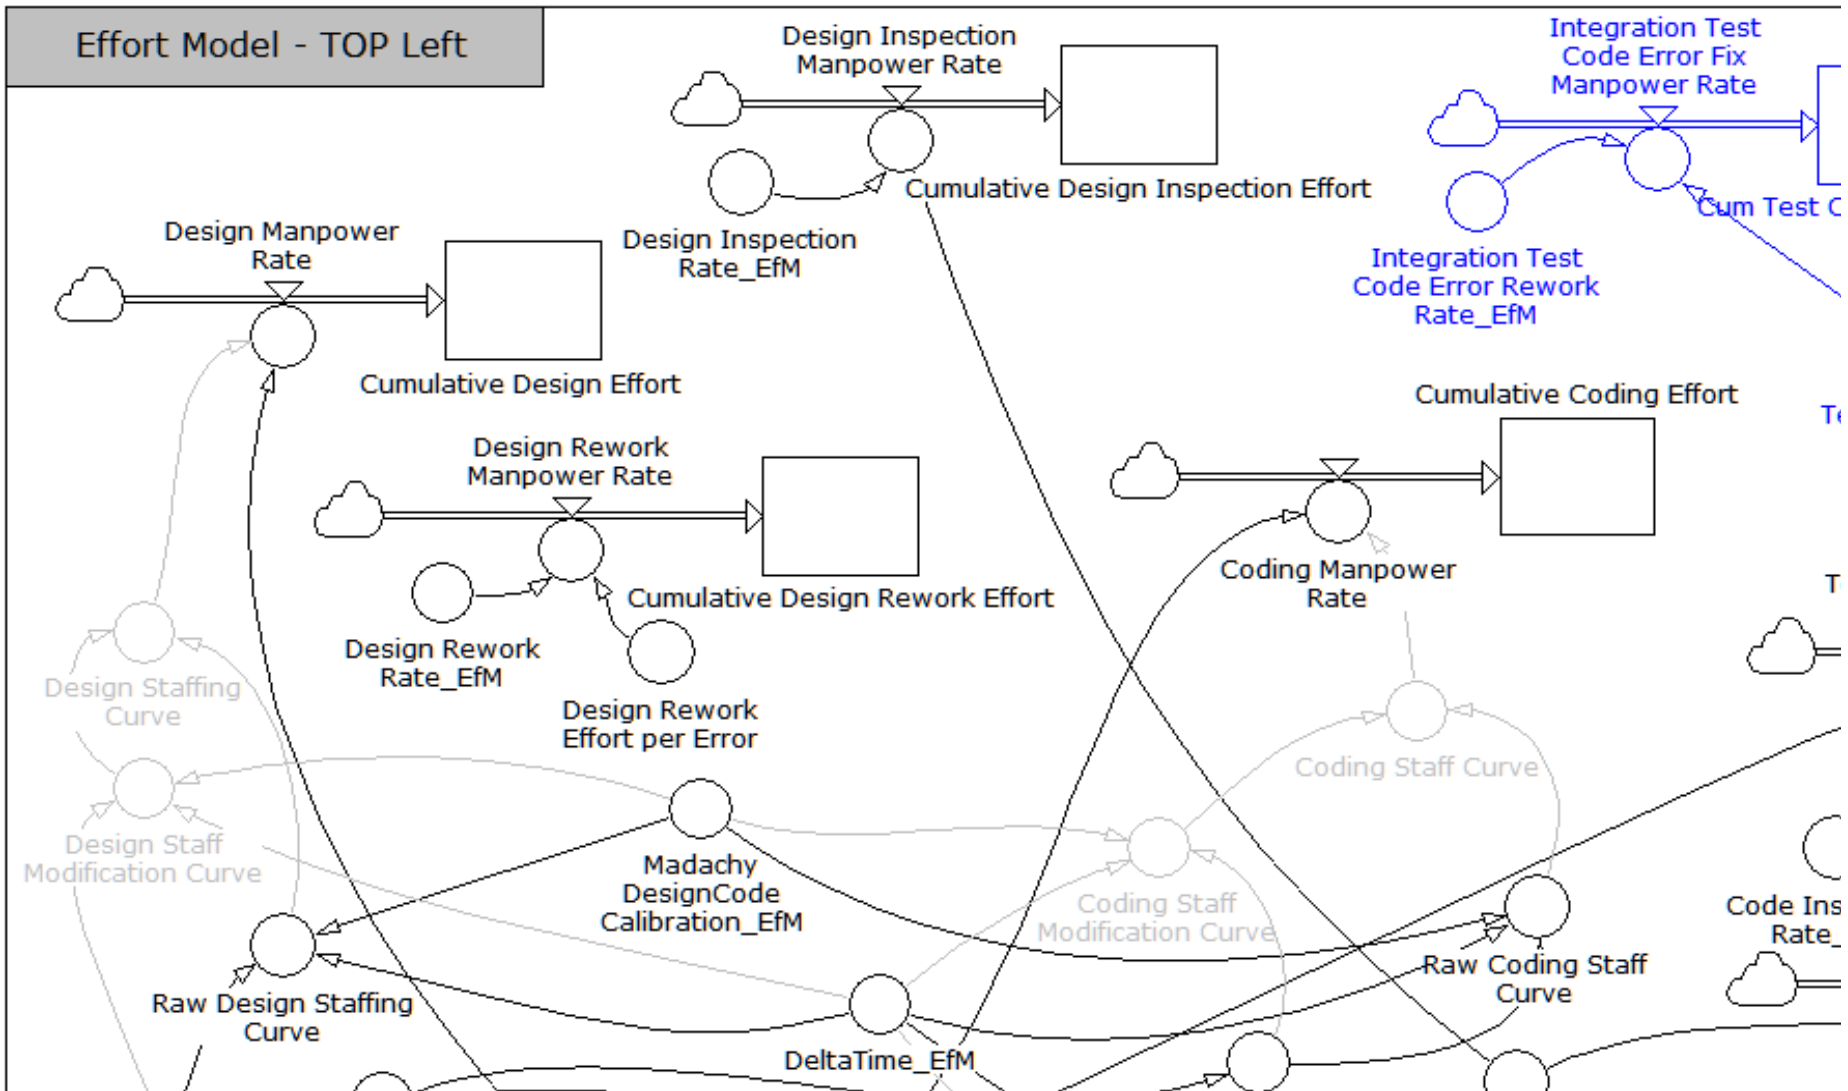 Effort Model - TOP Left
Design Inspection
Manpower Rate
Integration Test
Code Error Fix
Manpower Rate
Cumulative Design Inspection Effort
Design Inspection
Rate_EfM
Cum Test
Integration Test
Code Error Rework
Rate_EfM
Design Manpower
Rate
Cumulative Design Effort
Cumulative Coding Effort
Design Rework
Manpower Rate
Cumulative Design Rework Effort
Coding Manpower
Rate
Design Rework
Rate_EfM
Design Rework
Effort per Error
Design Staffing
Curve
Coding Staff Curve
Design Staff
Modification Curve
Madachy
DesignCode
Calibration_EfM
Coding Staff
Modification Curve
Code
Raw Coding Staff
Curve
Raw Design Staffing
Curve
DeltaTime_EfM